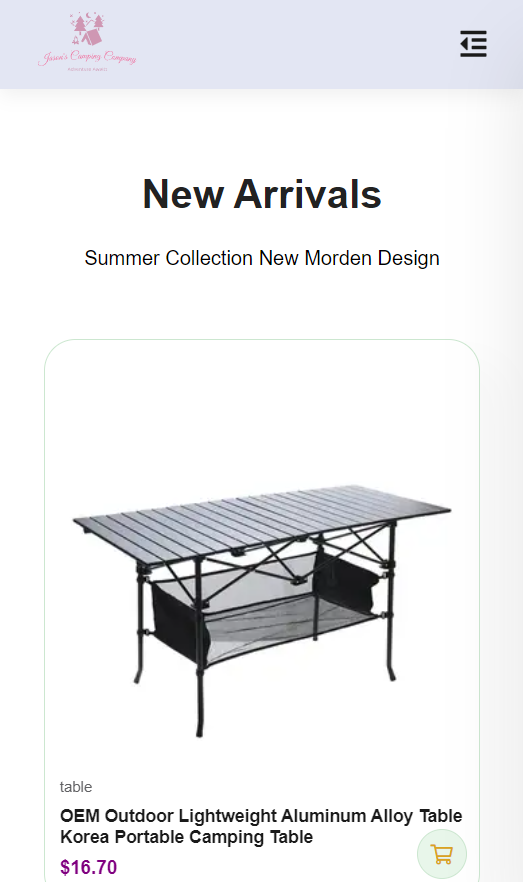 Jason's Camping Company
New Arrivals
Summer Collection New Morden Design
table
OEM Outdoor Lightweight Aluminum Alloy Table
Korea Portable Camping Table
$16.70